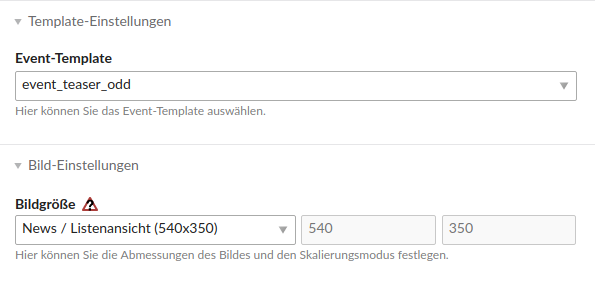 Template-Einstellungen
Event-Template
event_teaser_odd
Hier können Sie das Event-Template auswählen.
Bild-Einstellungen
Bildgröße
News / Listenansicht (540x350) 540 350
Hier können Sie die Abmessungen des Bildes und den Skalierungsmodus festlegen.